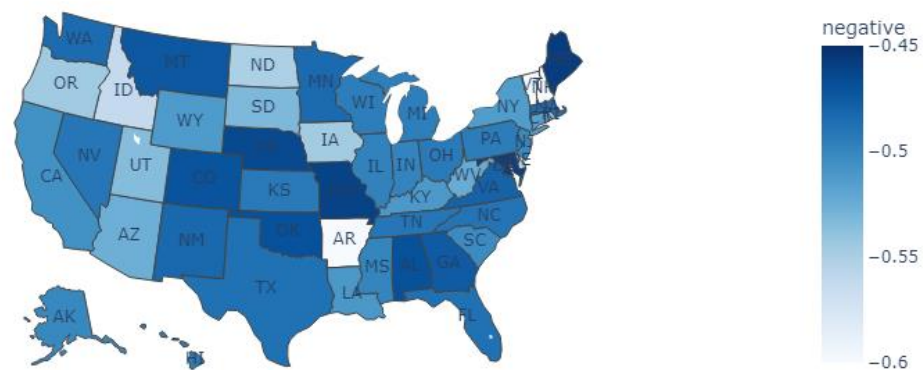 negative
−0.45
−0.5
−0.55
−0.6
WA
MT
ND
MN
OR
ID
SD
WI
MI
NY
WY
IA
PA
NV
UT
CO
IL
IN
OH
CA
KS
WV
VA
KY
AZ
NM
OK
AR
TN
NC
SC
MS
AL
GA
TX
LA
FL
AK
HI